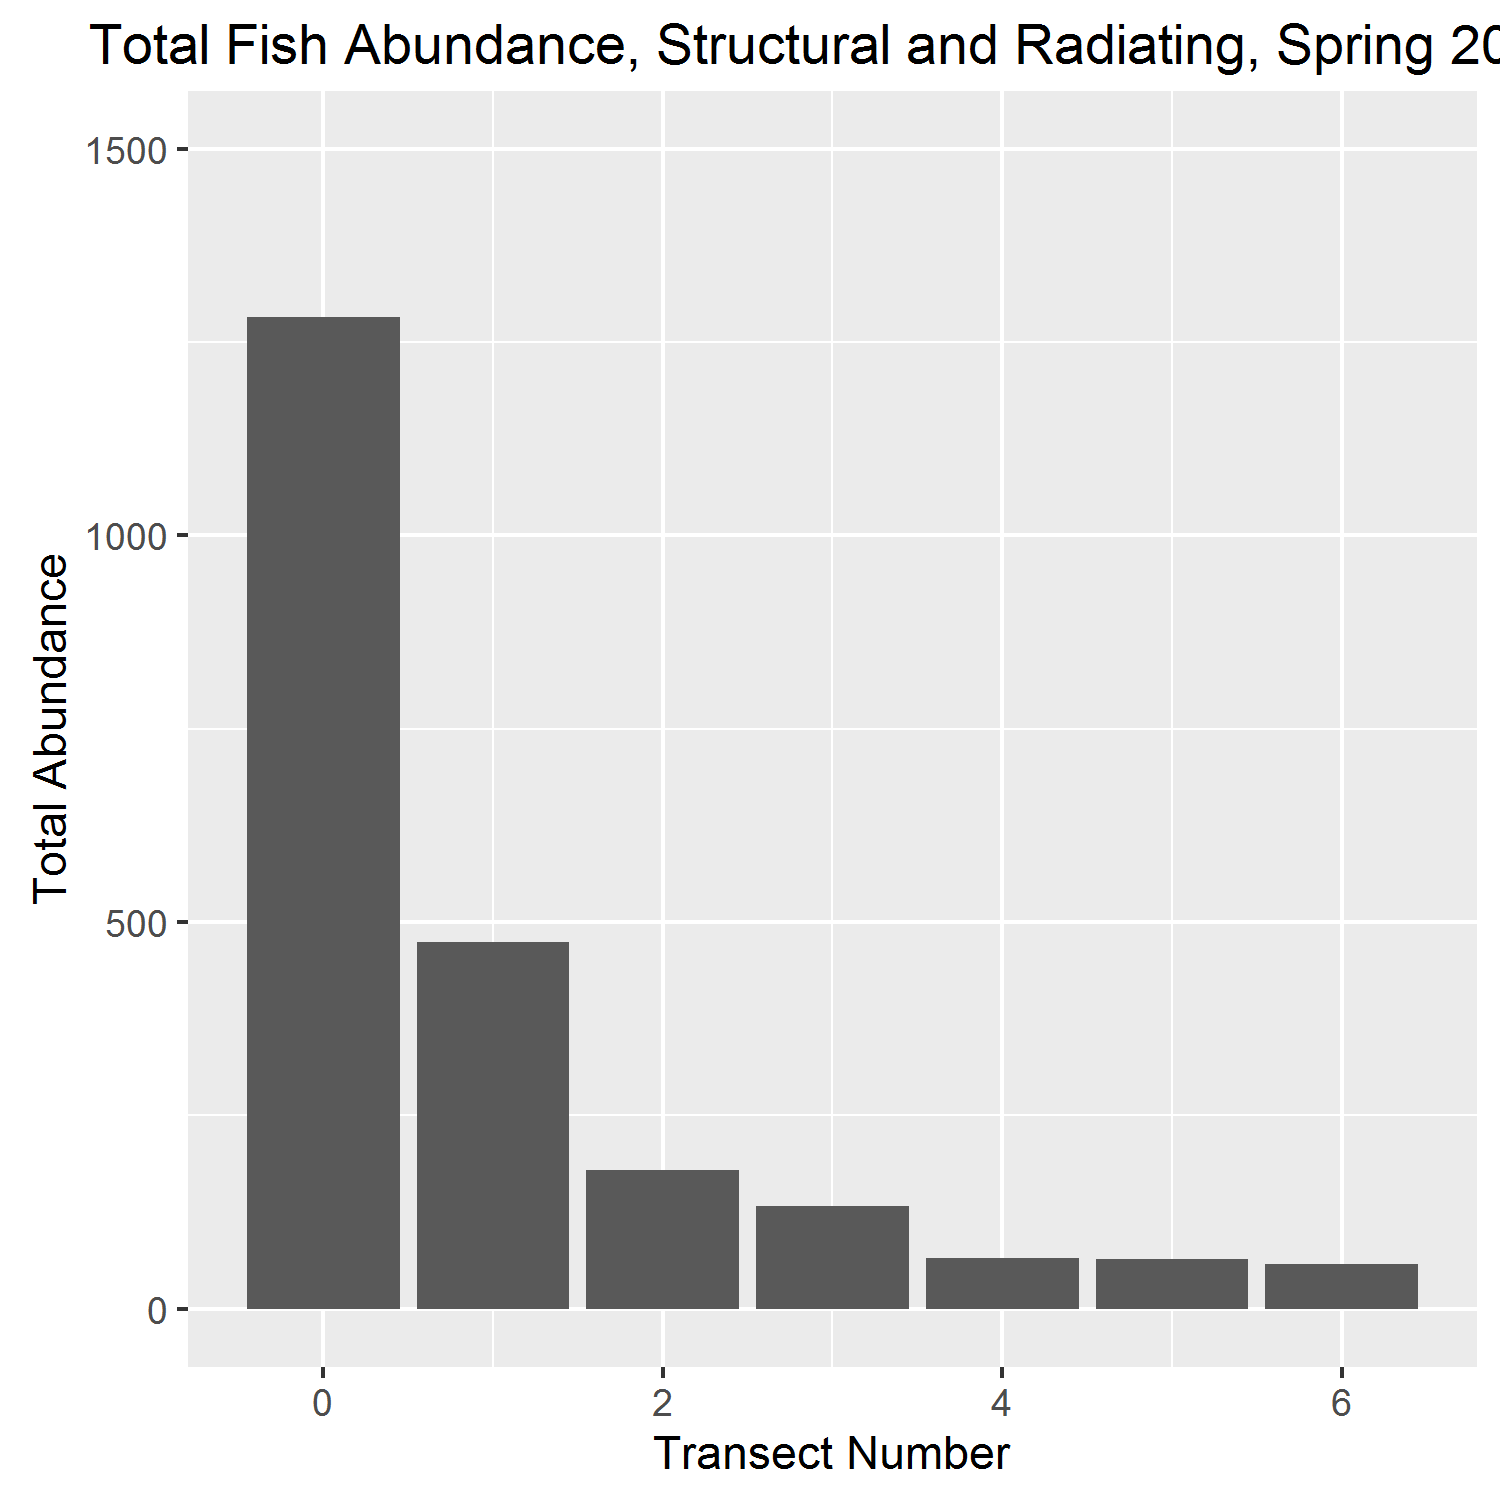 Total Fish Abundance, Structural and Radiating, Spring 20
1500
1000
500
0
Total Abundance
0 2 4 6
Transect Number